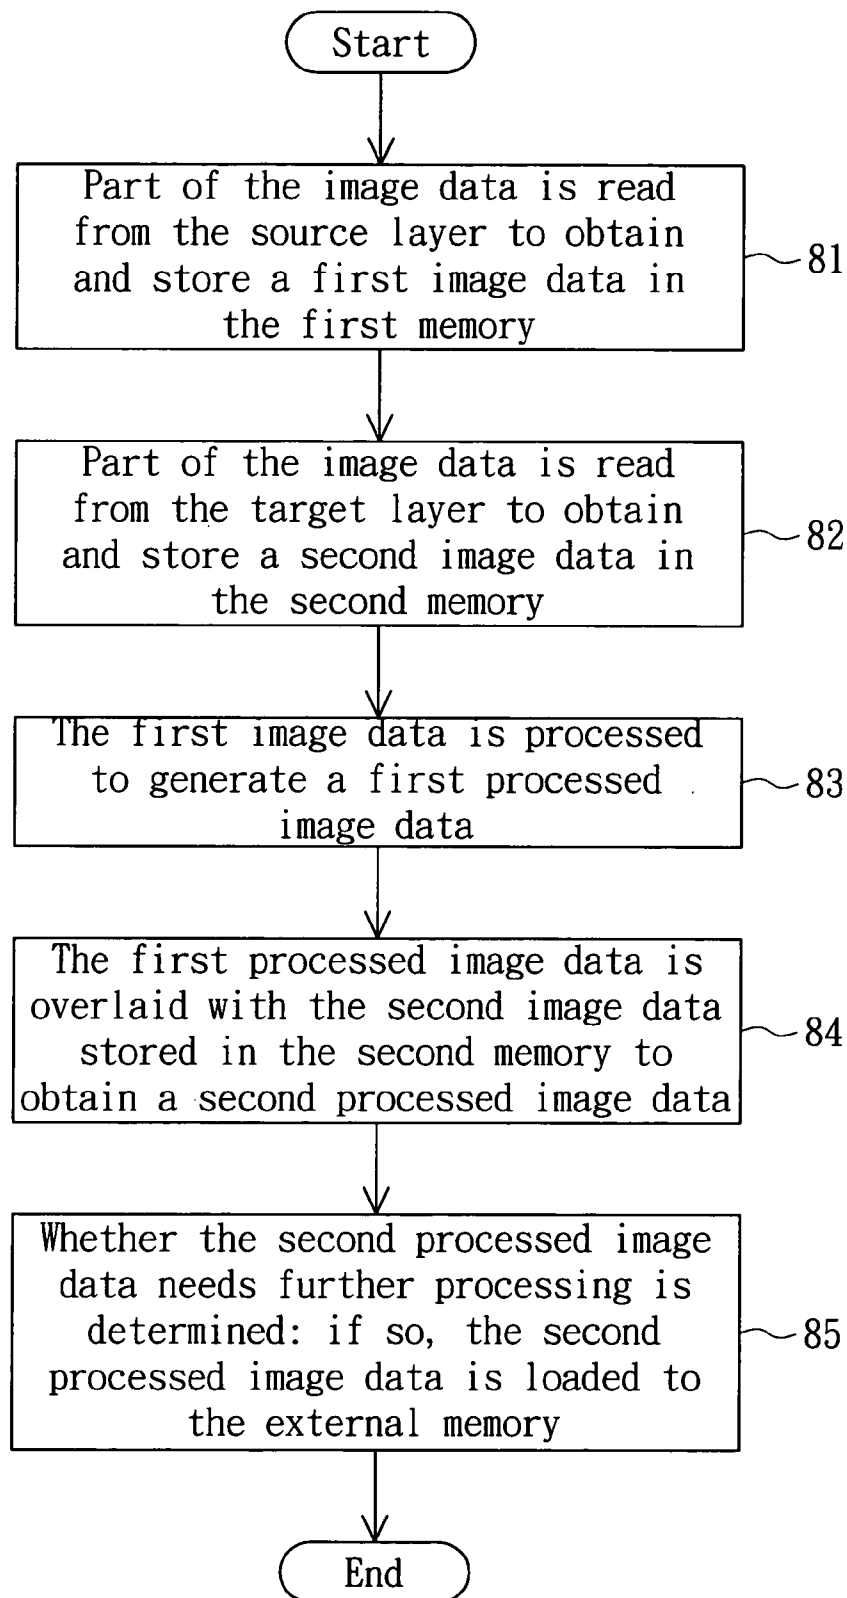 Start
Part of the image data is read
from the source layer to obtain
and store a first image data in
the first memory
81
Part of the image data is read
from the target layer to obtain
and store a second image data in
the second memory
82
The first image data is processed
to generate a first processed
image data
83
The first processed image data is
overlaid with the second image data
stored in the second memory to
obtain a second processed image data
84
Whether the second processed image
data needs further processing is
determined: if so, the second
processed image data is loaded to
the external memory
85
End